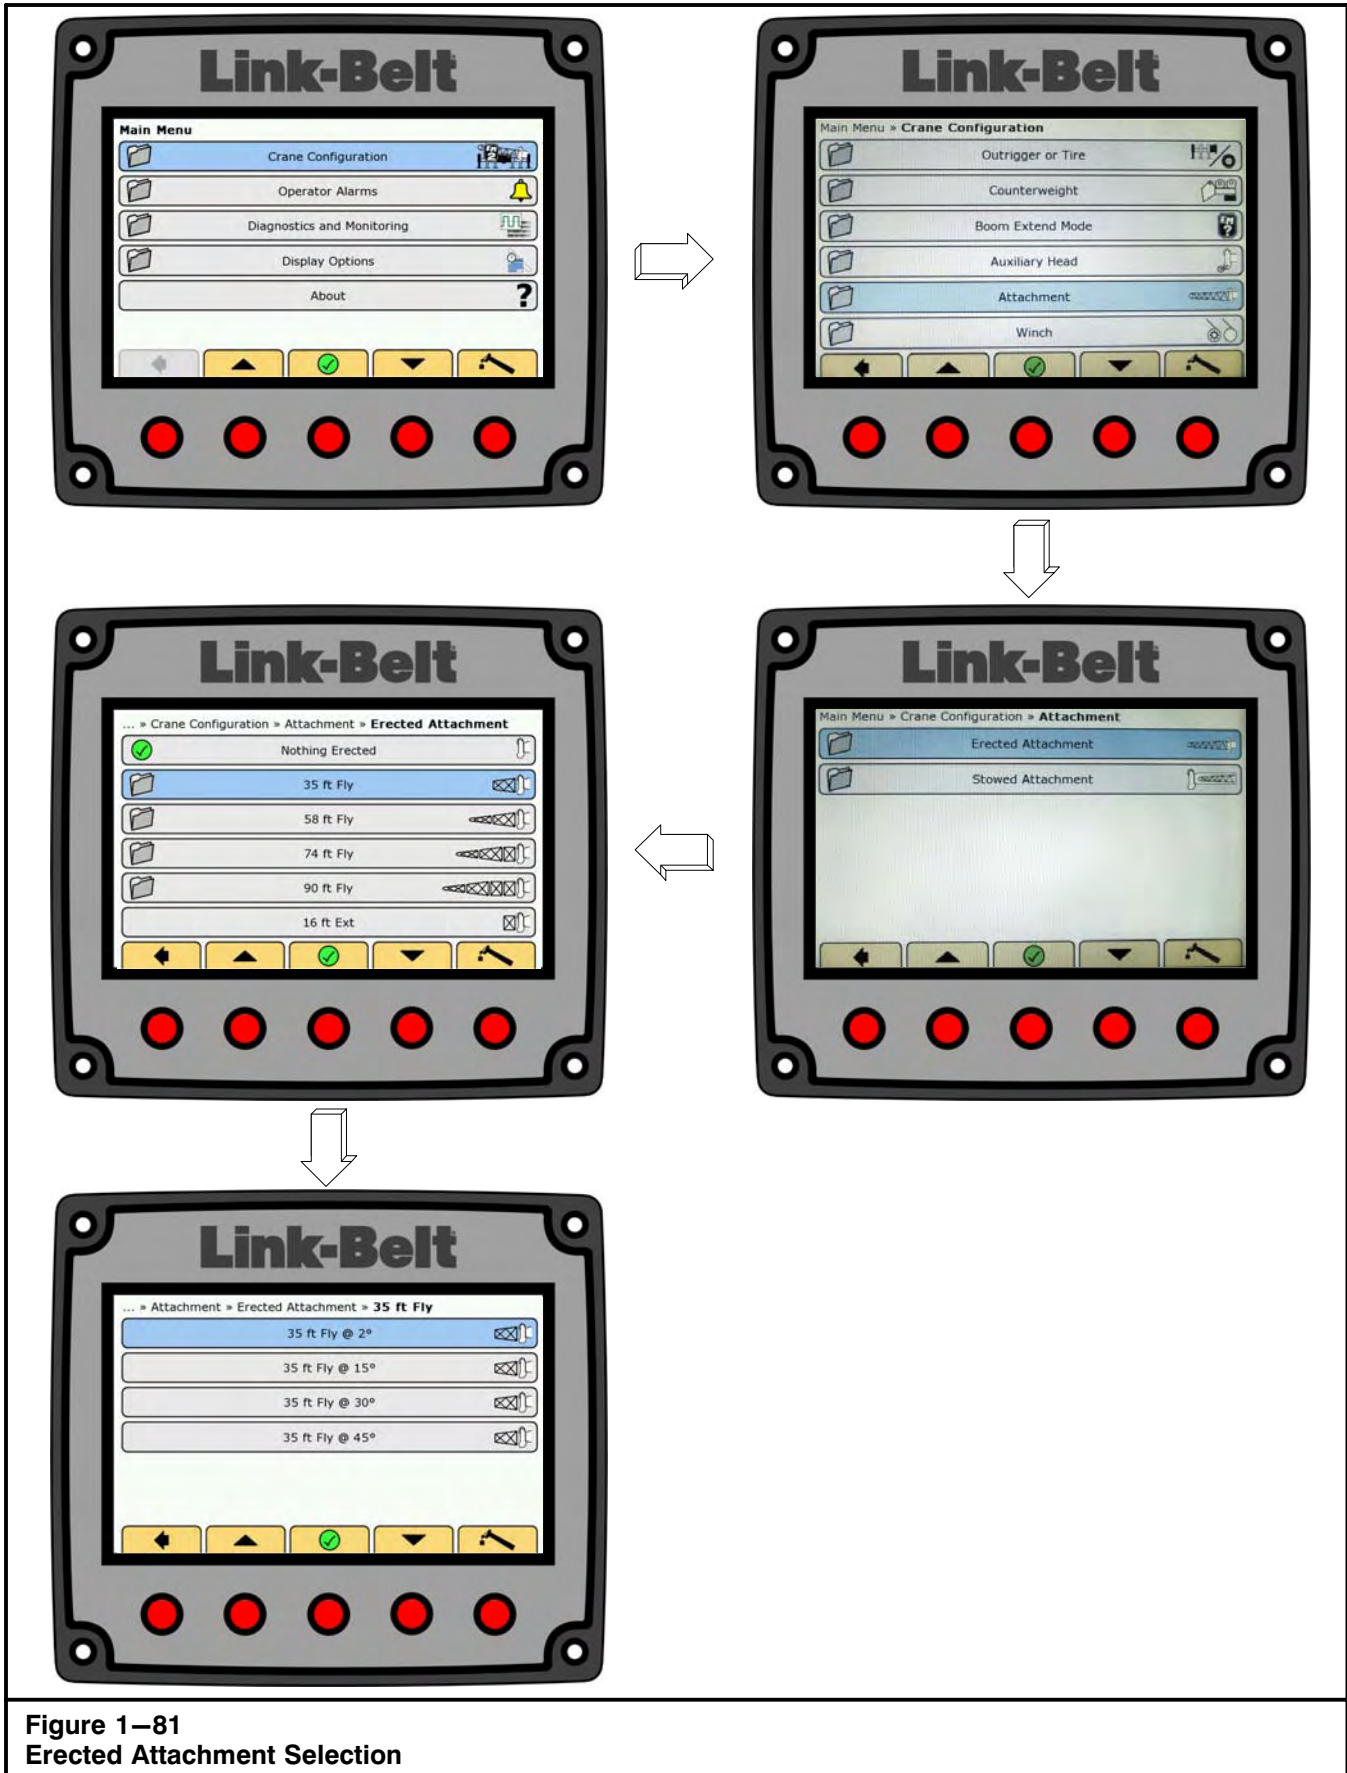 Link-Belt
Main Menu
Crane Configuration
Operator Alarms
Diagnostics and Monitoring
Display Options
About
?
Link-Belt
Main Menu » Crane Configuration
Outrigger or Tire
Counterweight
Boom Extend Mode
Auxiliary Head
Attachment
Winch
Link-Belt
Main Menu » Crane Configuration » Attachment
Erected Attachment
Stowed Attachment
Link-Belt
... » Crane Configuration » Attachment » Erected Attachment
Nothing Erected
35 ft Fly
58 ft Fly
74 ft Fly
90 ft Fly
16 ft Ext
Link-Belt
... » Attachment » Erected Attachment » 35 ft Fly
35 ft Fly @ 2°
35 ft Fly @ 15°
35 ft Fly @ 30°
35 ft Fly @ 45°
Figure 1—81
Erected Attachment Selection